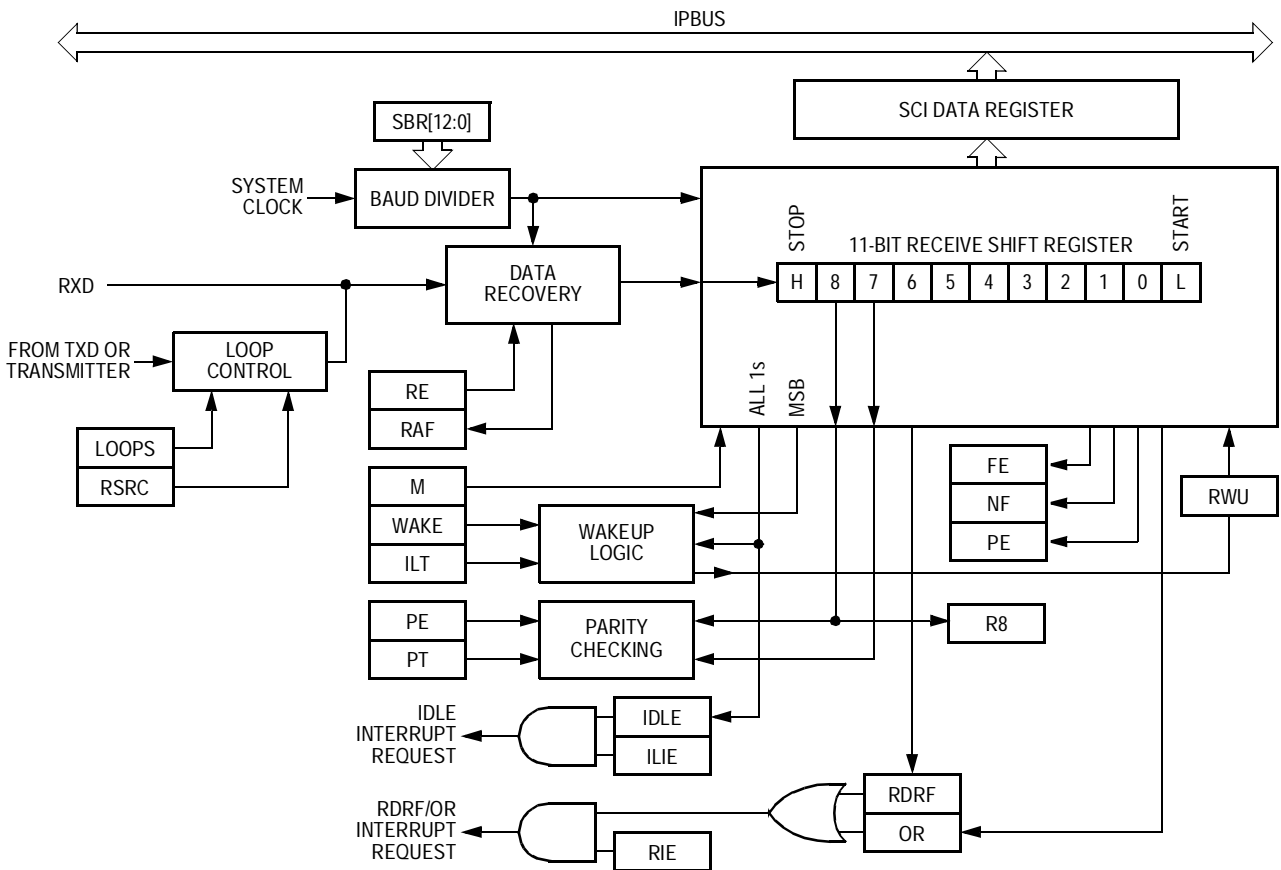 IPBUS
SCI DATA REGISTER
SBR[12:0]
SYSTEM
CLOCK
BAUD DIVIDER
STOP
11-BIT RECEIVE SHIFT REGISTER
START
H 8 7 6 5 4 3 2 1 0 L
RXD
DATA
RECOVERY
FROM TXD OR
TRANSMITTER
LOOP
CONTROL
ALL 1s
MSB
RE
RAF
LOOPS
RSRC
M
WAKE
ILT
WAKEUP
LOGIC
FE
NF
PE
RWU
PE
PT
PARITY
CHECKING
R8
IDLE
INTERRUPT
REQUEST
IDLE
ILIE
RDRF/OR
INTERRUPT
REQUEST
RIE
RDRF
OR